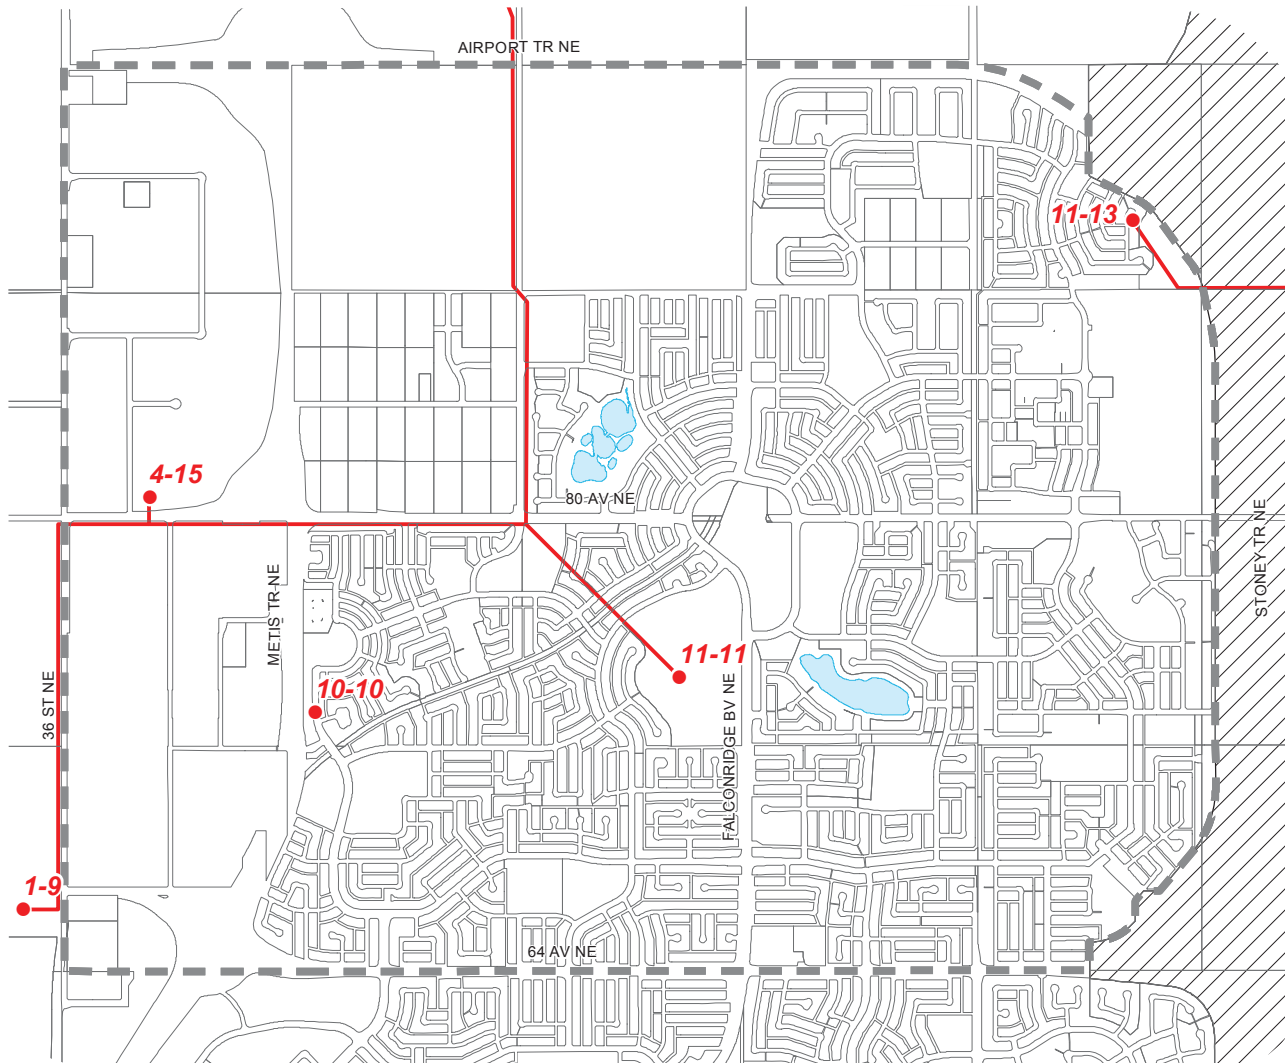 AIRPORT TR NE
11-13
4-15
80 AV NE
STONEY TR NE
METIS TR NE
11-11
10-10
36 ST NE
FALCONRIDGE BV NE
1-9
64 AV NE